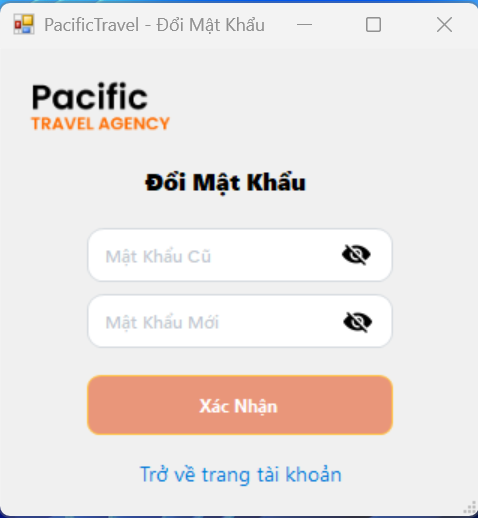 PacificTravel - Đổi Mật Khẩu
Pacific
TRAVEL AGENCY
Đổi Mật Khẩu
Mật Khẩu Cũ
Mật Khẩu Mới
Xác Nhận
Trở về trang tài khoản